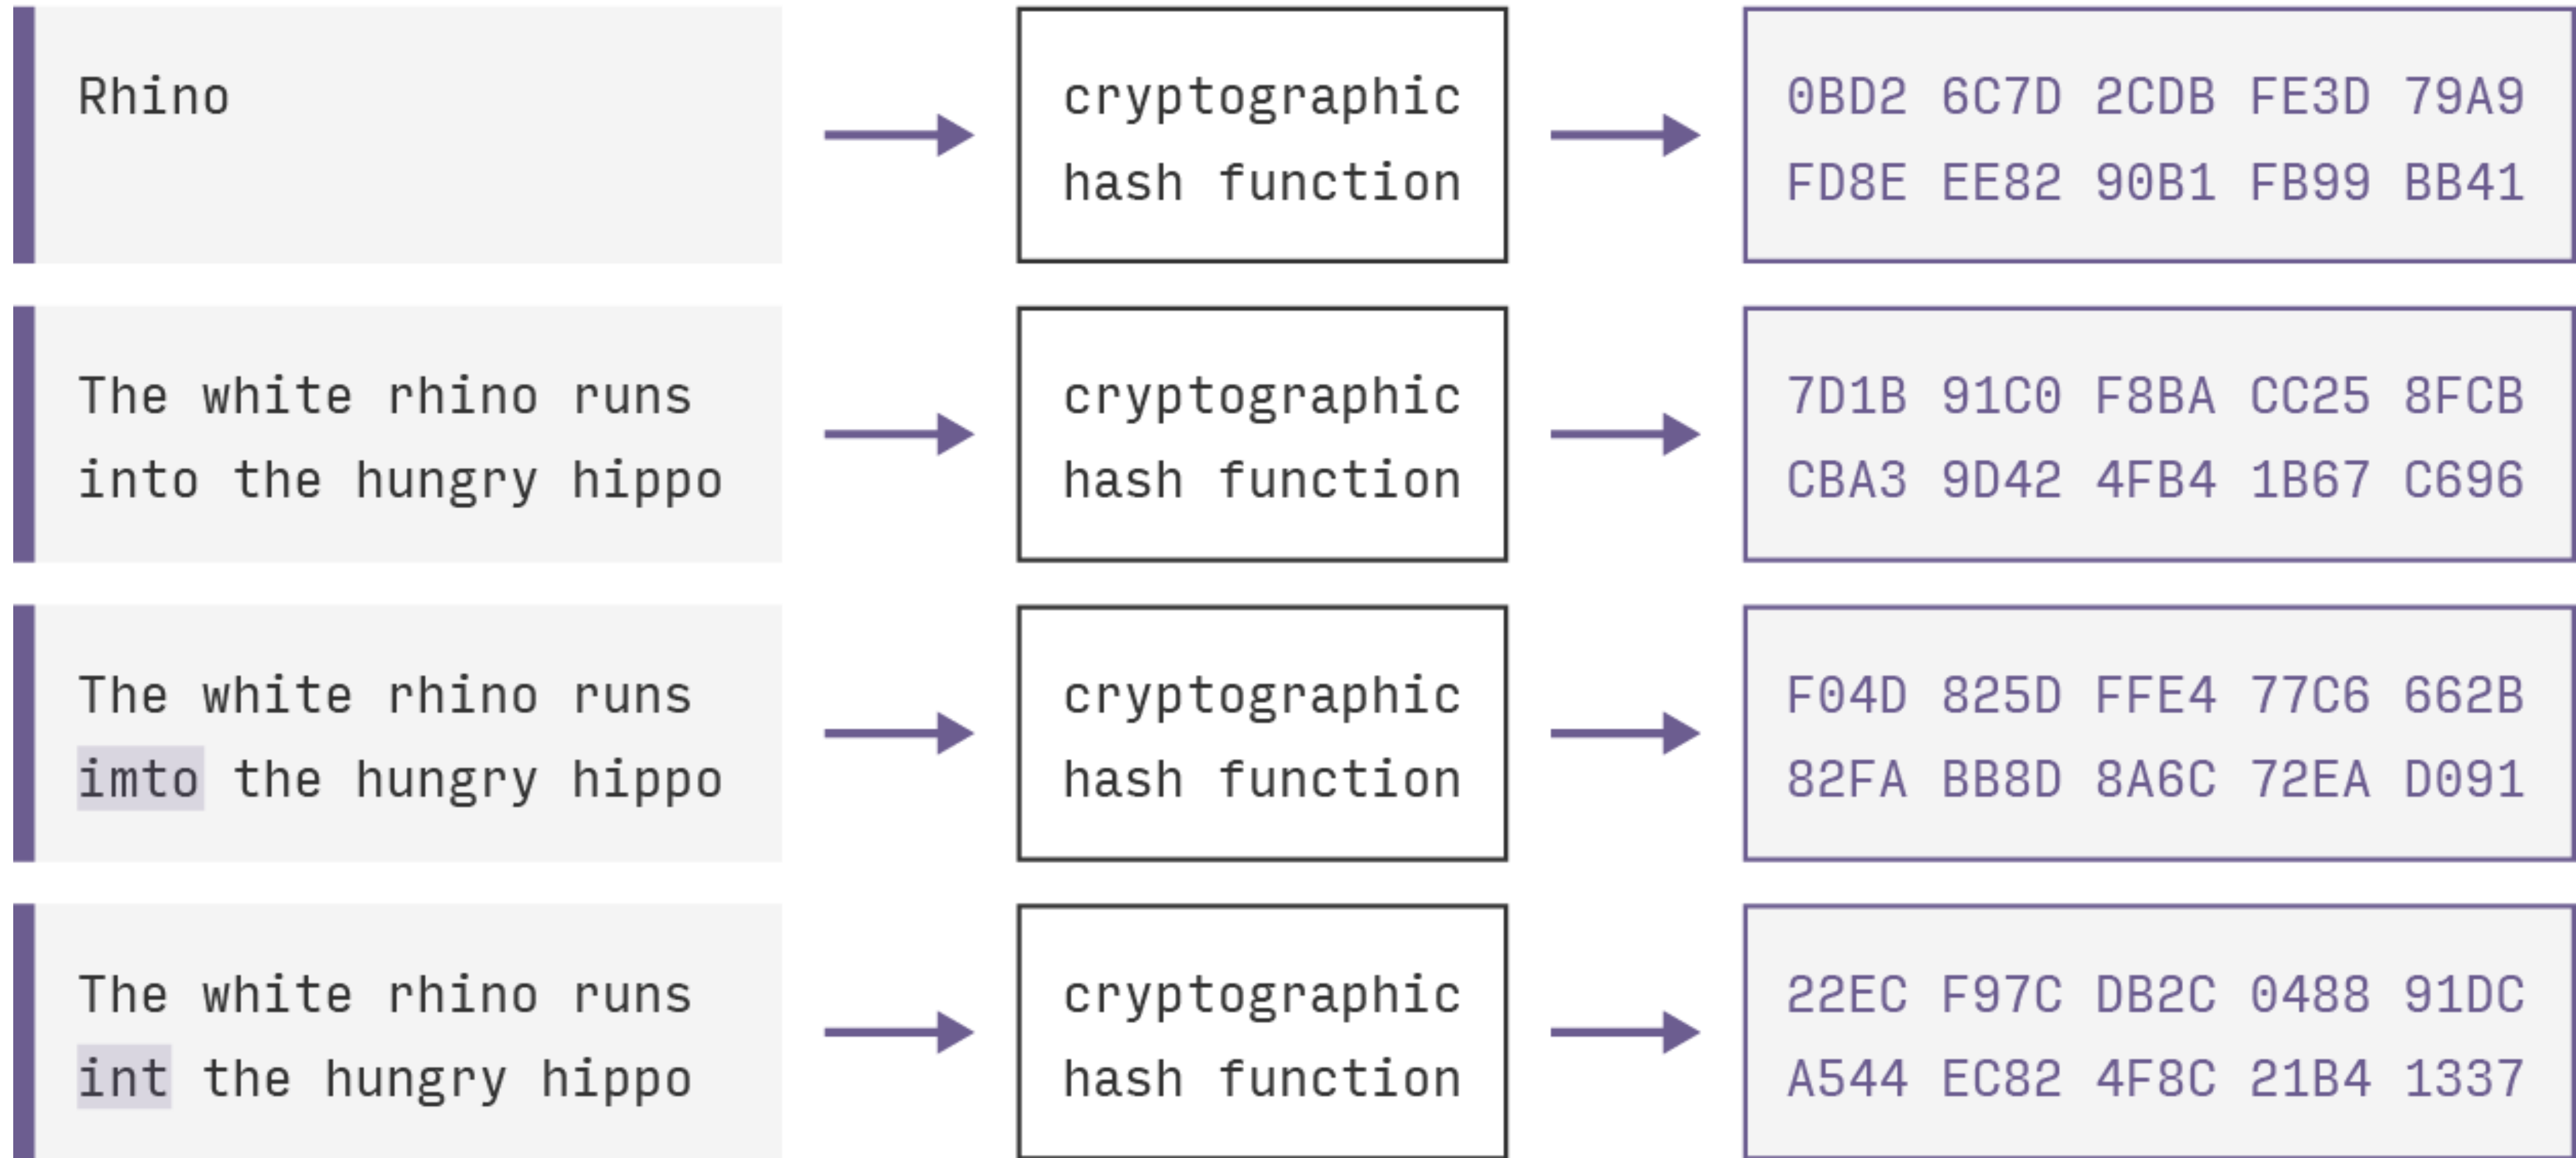 Rhino
cryptographic
hash function
0BD2 6C7D 2CDB FE3D 79A9
FD8E EE82 90B1 FB99 BB41
The white rhino runs
into the hungry hippo
cryptographic
hash function
7D1B 91C0 F8BA CC25 8FCB
CBA3 9D42 4FB4 1B67 C696
The white rhino runs
imto the hungry hippo
cryptographic
hash function
F04D 825D FFE4 77C6 662B
82FA BB8D 8A6C 72EA D091
The white rhino runs
int the hungry hippo
cryptographic
hash function
22EC F97C DB2C 0488 91DC
A544 EC82 4F8C 21B4 1337